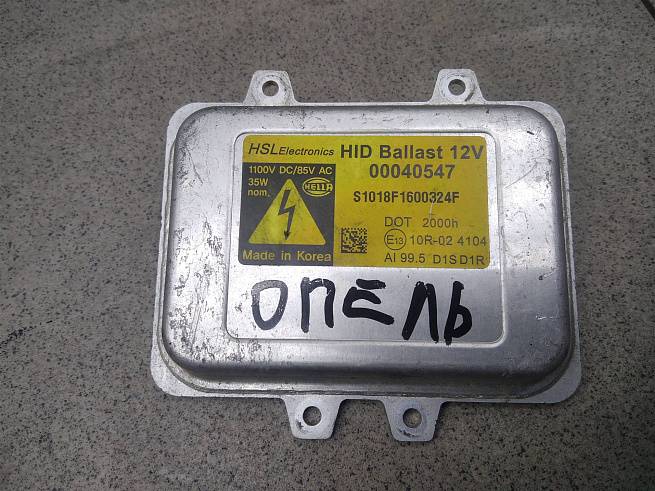 HSLElectronics
HID Ballast 12V
1100V DC/85V AC
35W
nom.
HELLA
00040547
S1018F1600324F
DOT 2000h
E13 10R-02 4104
Al 99.5 D1S D1R
Made in Korea
ОПЕЛЬ